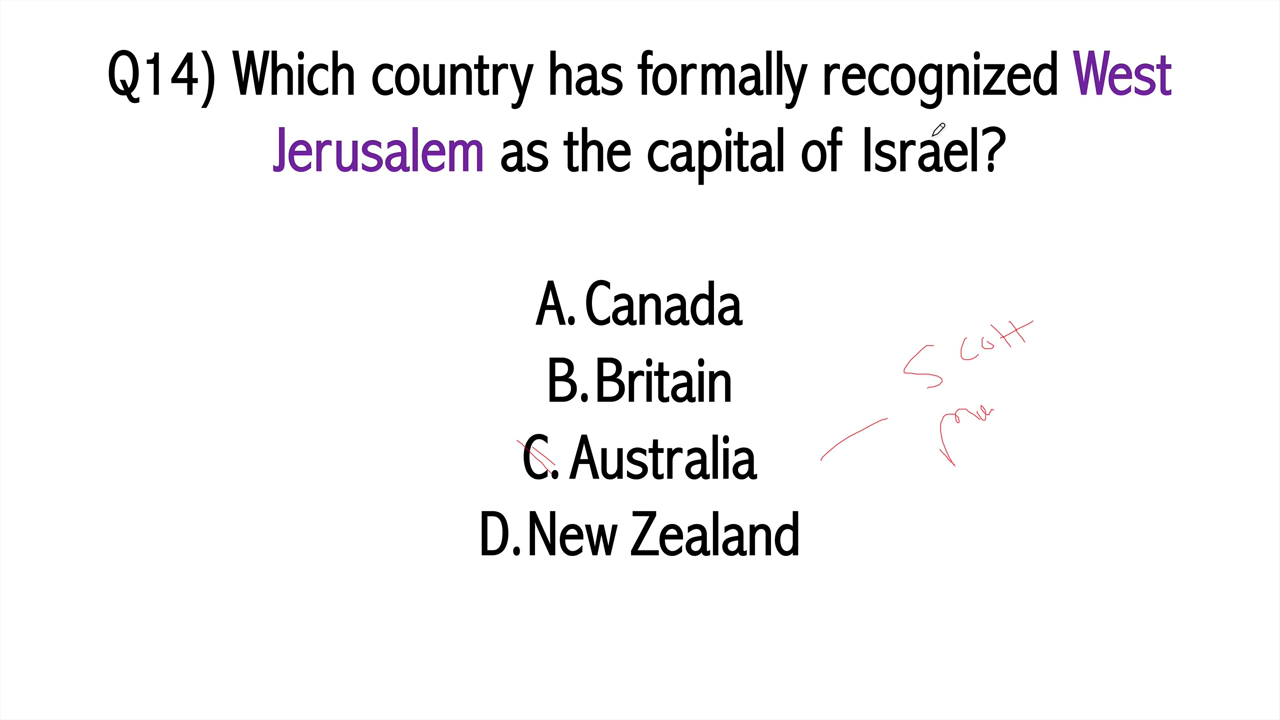 Q14) Which country has formally recognized West
Jerusalem as the capital of Israel?
A. Canada
B. Britain
C. Australia
D. New Zealand
Scott